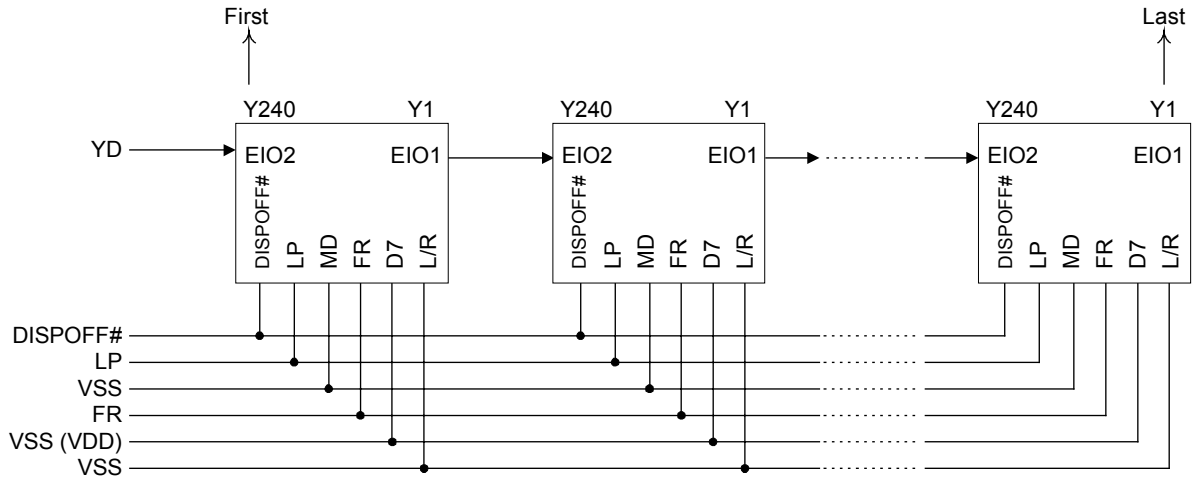 First Last
Y240 Y1 Y240 Y1 Y240 Y1
YD EIO2 EIO1 EIO2 EIO1 EIO2 EIO1
DISPOFF# LP MD FR D7 L/R DISPOFF# LP MD FR D7 L/R DISPOFF# LP MD FR D7 L/R
DISPOFF#
LP
VSS
FR
VSS (VDD)
VSS